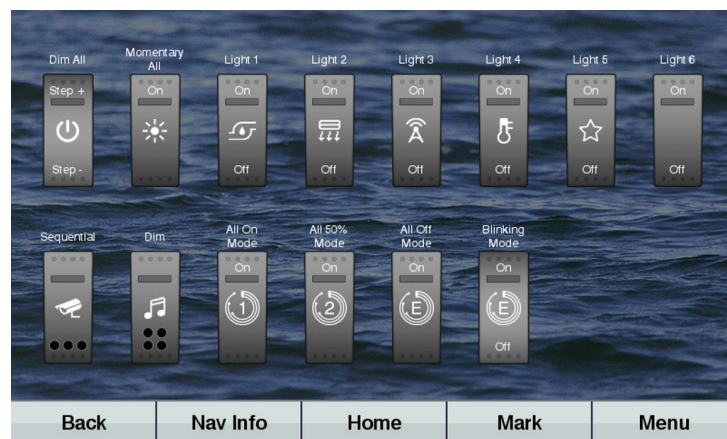 Dim All
Momentary
All
Light 1
Light 2
Light 3
Light 4
Light 5
Light 6
Step +
On
On
On
On
On
On
On
Step -
Off
Off
Off
Off
Off
Off
Sequential
Dim
All On
Mode
All 50%
Mode
All Off
Mode
Blinking
Mode
On
On
On
On
1
2
E
E
Off
Back
Nav Info
Home
Mark
Menu